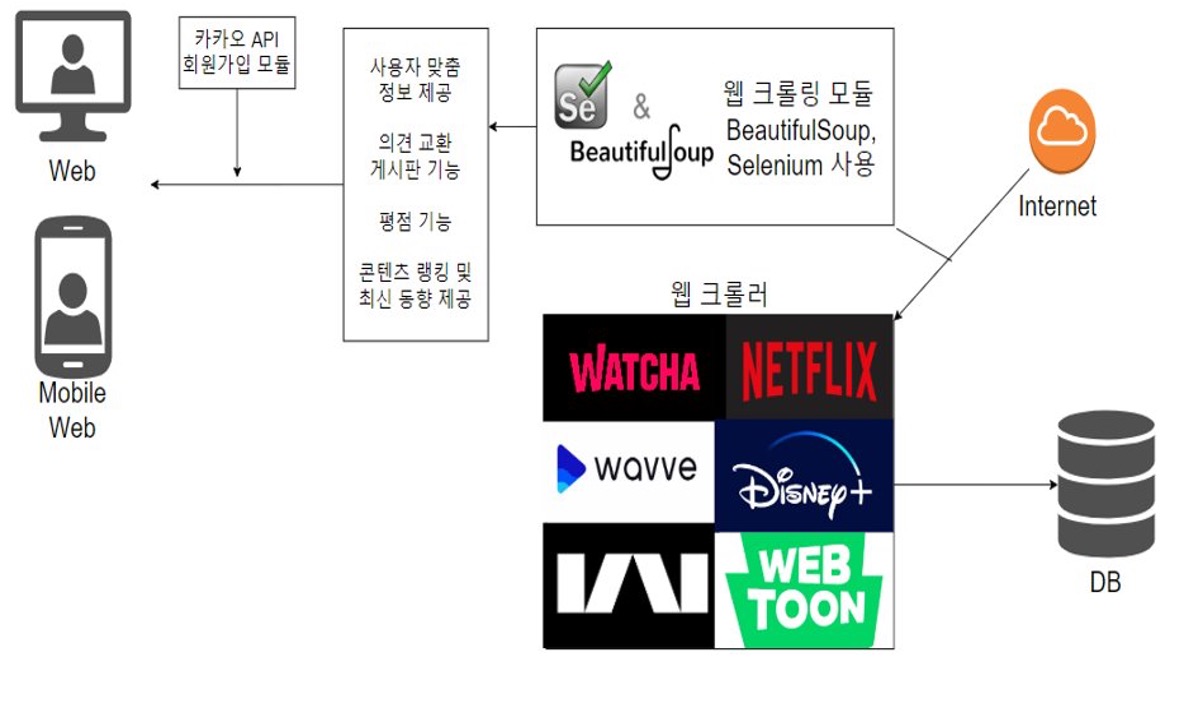 카카오 API
회원가입 모듈
Web
Mobile
Web
사용자 맞춤
정보 제공
의견 교환
게시판 기능
평점 기능
콘텐츠 랭킹 및
최신 동향 제공
Se
&
BeautifulSoup
웹 크롤링 모듈
BeautifulSoup,
Selenium 사용
Internet
웹 크롤러
WATCHA
NETFLIX
wavve
Disney+
WEB
TOON
DB